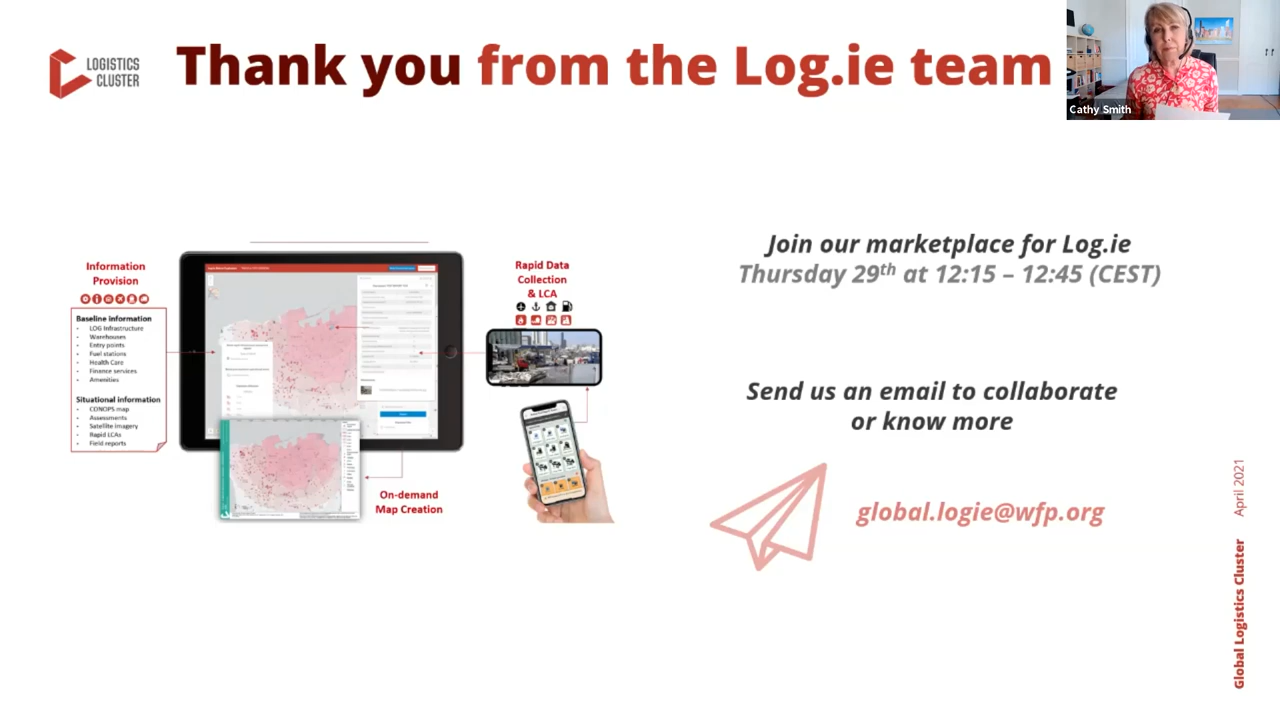 LOGISTICS
CLUSTER
Thank you from the Log.ie team
Cathy Smith
Information
Provision
Baseline information
LOG Infrastructure
Warehouses
Entry points
Fuel stations
Health Care
Finance services
Amenities
Situational information
CONOPS map
Assessments
Satellite imagery
Rapid LCAs
Field reports
Rapid Data
Collection
& LCA
On-demand
Map Creation
Join our marketplace for Log.ie
Thursday 29th at 12:15 – 12:45 (CEST)
Send us an email to collaborate
or know more
global.logie@wfp.org
Global Logistics Cluster April 2021